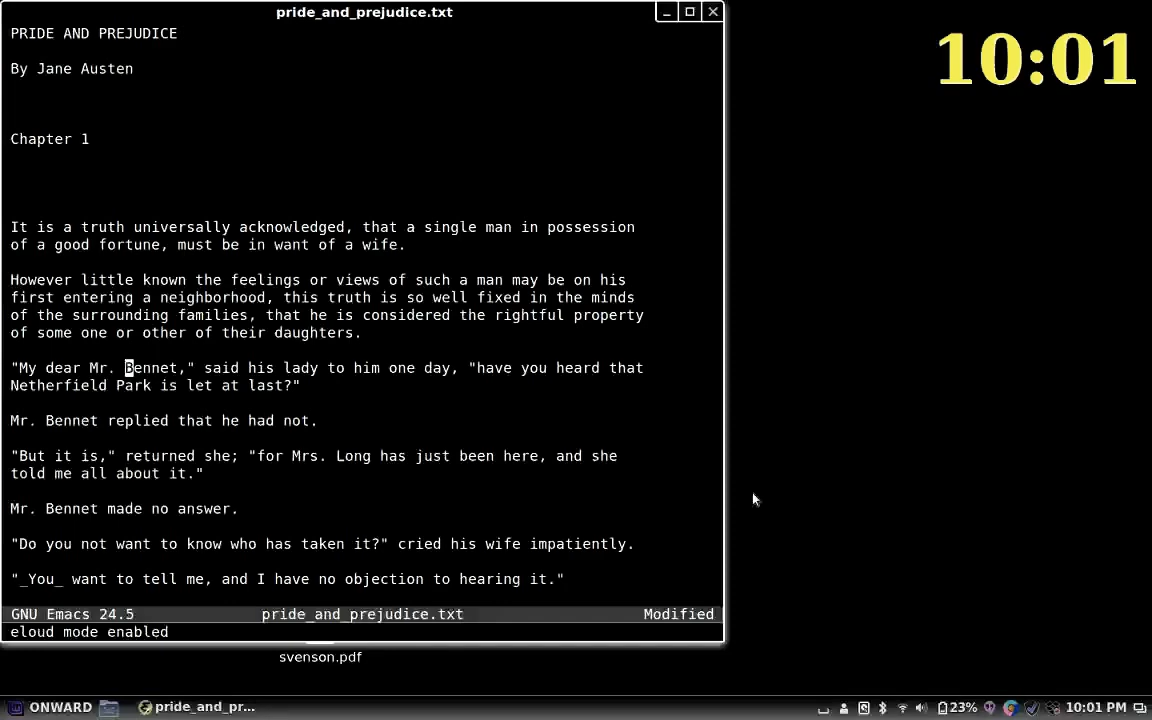 pride_and_prejudice.txt
10:01
PRIDE AND PREJUDICE
By Jane Austen
Chapter 1
It is a truth universally acknowledged, that a single man in possession
of a good fortune, must be in want of a wife.
However little known the feelings or views of such a man may be on his
first entering a neighborhood, this truth is so well fixed in the minds
of the surrounding families, that he is considered the rightful property
of some one or other of their daughters.
"My dear Mr. Bennet," said his lady to him one day, "have you heard that
Netherfield Park is let at last?"
Mr. Bennet replied that he had not.
"But it is," returned she; "for Mrs. Long has just been here, and she
told me all about it."
Mr. Bennet made no answer.
"Do you not want to know who has taken it?" cried his wife impatiently.
"_You_ want to tell me, and I have no objection to hearing it."
GNU Emacs 24.5 pride_and_prejudice.txt Modified
eloud mode enabled
svenson.pdf
ONWARD pride_and_pr... 23% 10:01 PM